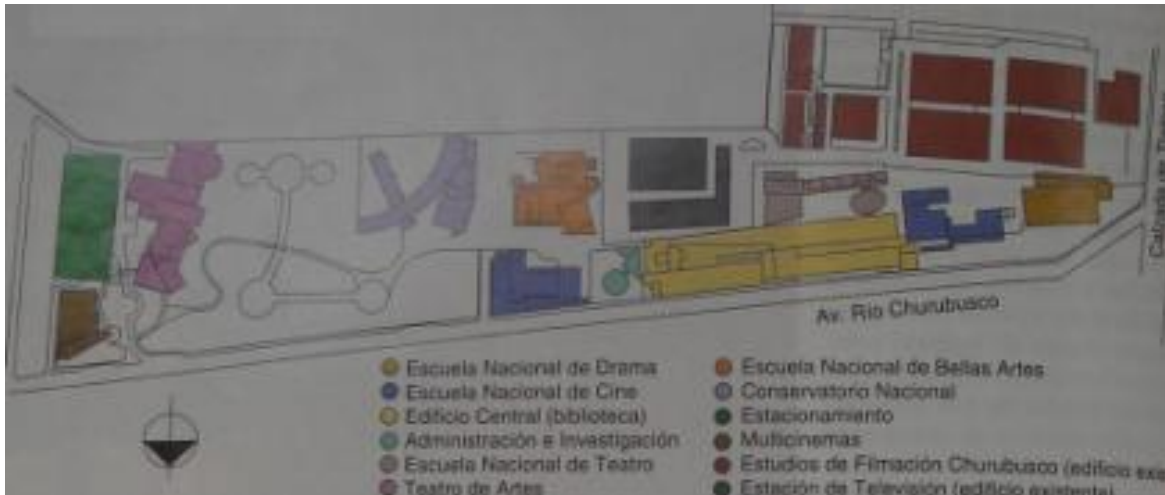 Calzada de
Av. Río Churubusco
Escuela Nacional de Drama
Escuela Nacional de Cine
Edificio Central (biblioteca)
Administración e Investigación
Escuela Nacional de Teatro
Teatro de Artes
Escuela Nacional de Bellas Artes
Conservatorio Nacional
Estacionamiento
Multicinemas
Estudios de Filmación Churubusco (edificio
Estación de Televisión (edificio existente)